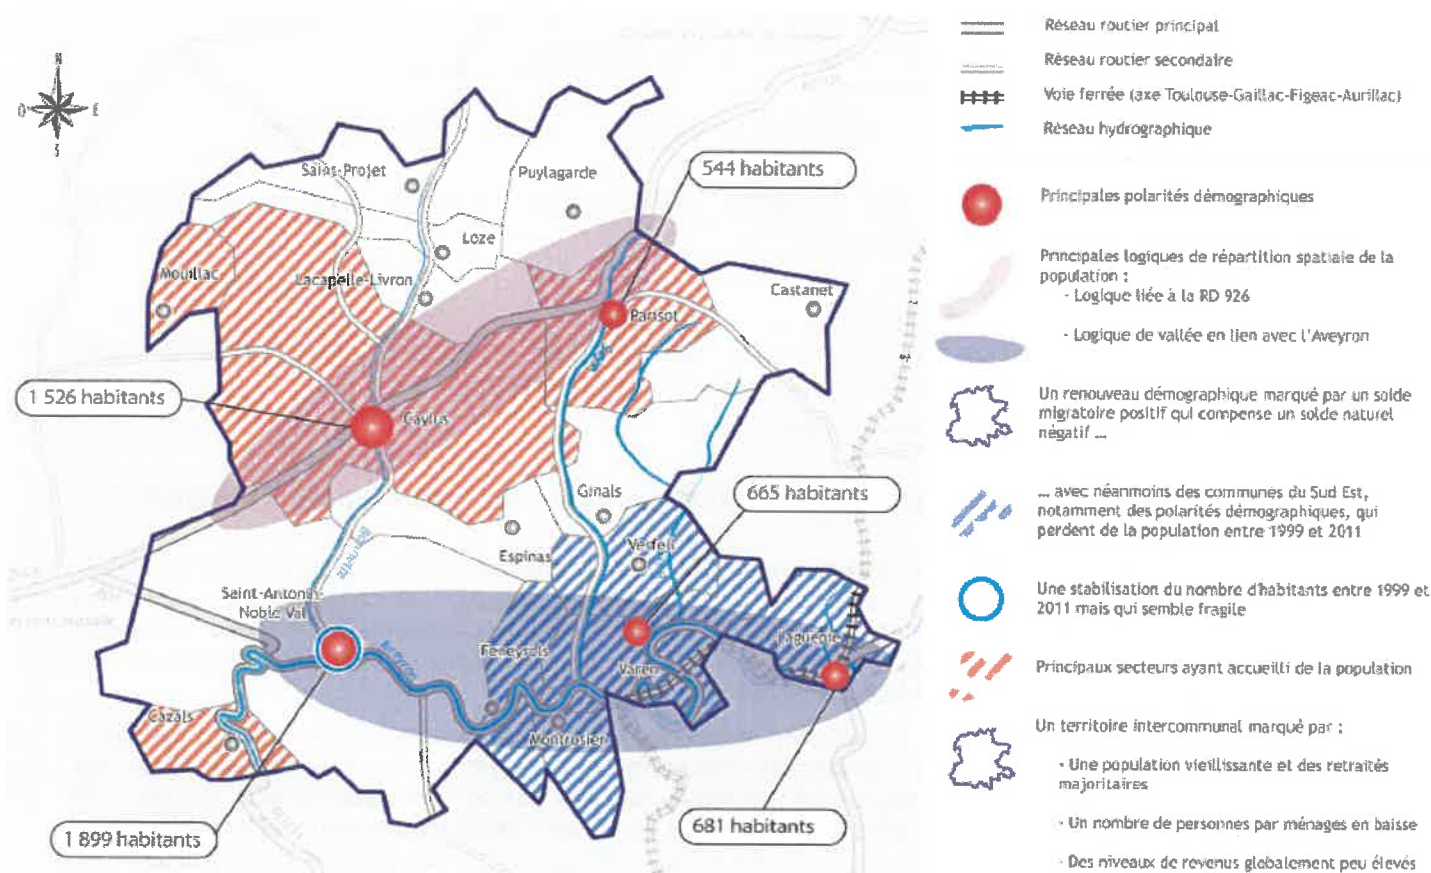 N
O
E
S
Saint-Projet
Puylagarde
544 habitants
Loze
Mouillac
Lacapelle-Livron
Castanet
Parisot
1 526 habitants
Caylus
Ginals
665 habitants
Espinas
Verfeil
Bonnette
Saint-Antonin
Noble Val
Feneyrols
Aveyron
Varen
Laguépie
Cazals
Montrosier
1 899 habitants
681 habitants
Réseau routier principal
Réseau routier secondaire
Voie ferrée (axe Toulouse-Gaillac-Figeac-Aurillac)
Réseau hydrographique
Principales polarités démographiques
Principales logiques de répartition spatiale de la
population :
- Logique liée à la RD 926
- Logique de vallée en lien avec l'Aveyron
Un renouveau démographique marqué par un solde
migratoire positif qui compense un solde naturel
négatif ...
... avec néanmoins des communes du Sud Est,
notamment des polarités démographiques, qui
perdent de la population entre 1999 et 2011
Une stabilisation du nombre d'habitants entre 1999 et
2011 mais qui semble fragile
Principaux secteurs ayant accueilli de la population
Un territoire intercommunal marqué par :
- Une population vieillissante et des retraités
majoritaires
- Un nombre de personnes par ménages en baisse
- Des niveaux de revenus globalement peu élevés